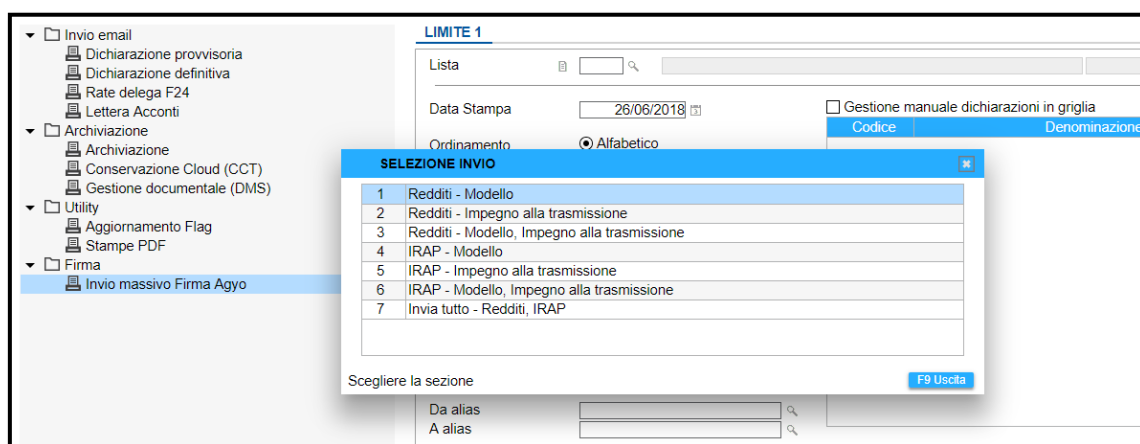 Invio email
Dichiarazione provvisoria
Dichiarazione definitiva
Rate delega F24
Lettera Acconti
Archiviazione
Archiviazione
Conservazione Cloud (CCT)
Gestione documentale (DMS)
Utility
Aggiornamento Flag
Stampe PDF
Firma
Invio massivo Firma Agyo
LIMITE 1
Lista
Data Stampa 26/06/2018
Gestione manuale dichiarazioni in griglia
Codice Denominazione
Ordinamento Alfabetico
SELEZIONE INVIO
1 Redditi - Modello
2 Redditi - Impegno alla trasmissione
3 Redditi - Modello, Impegno alla trasmissione
4 IRAP - Modello
5 IRAP - Impegno alla trasmissione
6 IRAP - Modello, Impegno alla trasmissione
7 Invia tutto - Redditi, IRAP
Scegliere la sezione F9 Uscita
Da alias
A alias